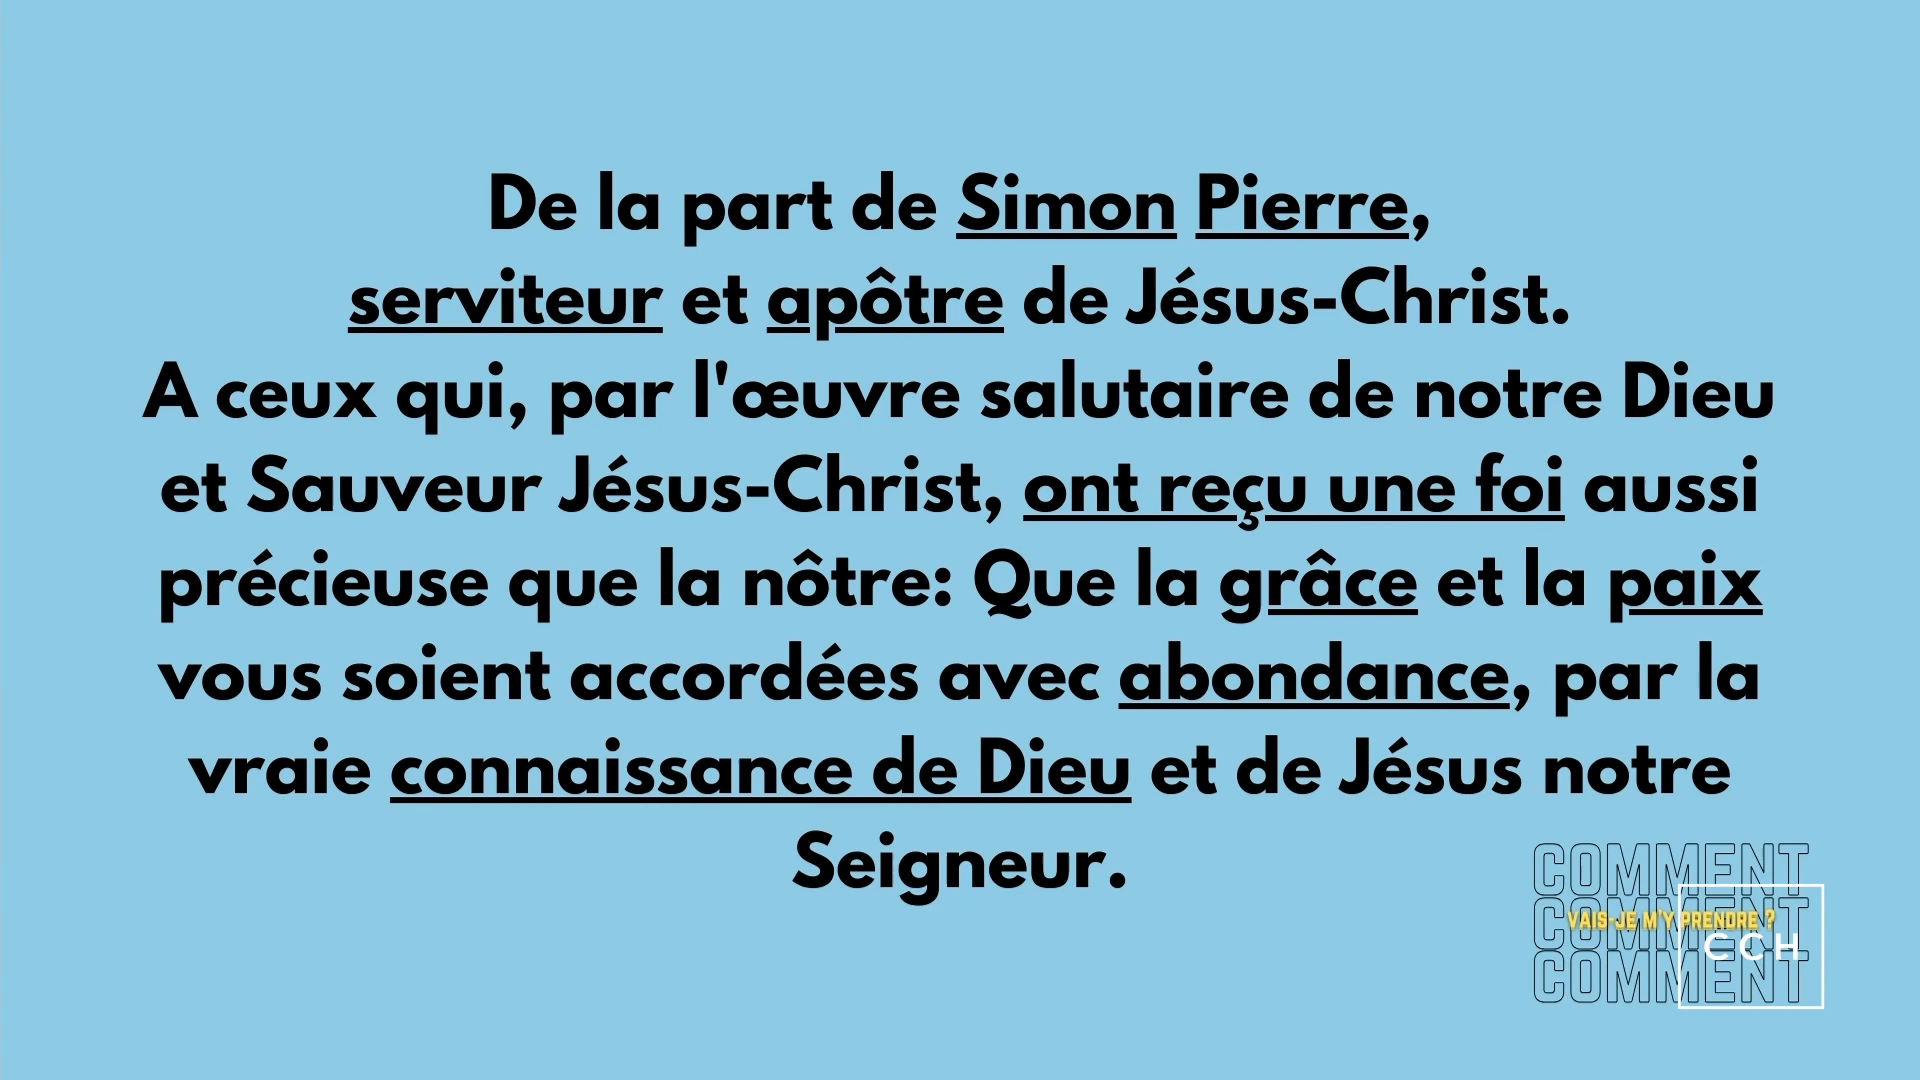 De la part de Simon Pierre,
serviteur et apôtre de Jésus-Christ.
A ceux qui, par l'œuvre salutaire de notre Dieu
et Sauveur Jésus-Christ, ont reçu une foi aussi
précieuse que la nôtre: Que la grâce et la paix
vous soient accordées avec abondance, par la
vraie connaissance de Dieu et de Jésus notre
Seigneur.
COMMENT
COMMENT
VAIS-JE M'Y PRENDRE ?
CCH
COMMENT